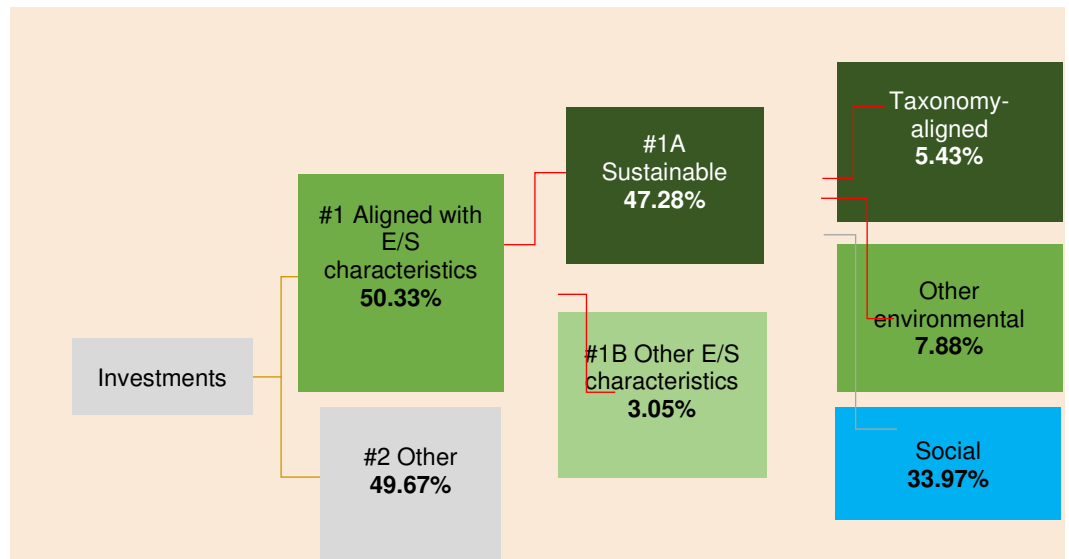 Investments
#1 Aligned with
E/S
characteristics
50.33%
#2 Other
49.67%
#1A
Sustainable
47.28%
#1B Other E/S
characteristics
3.05%
Taxonomy-
aligned
5.43%
Other
environmental
7.88%
Social
33.97%